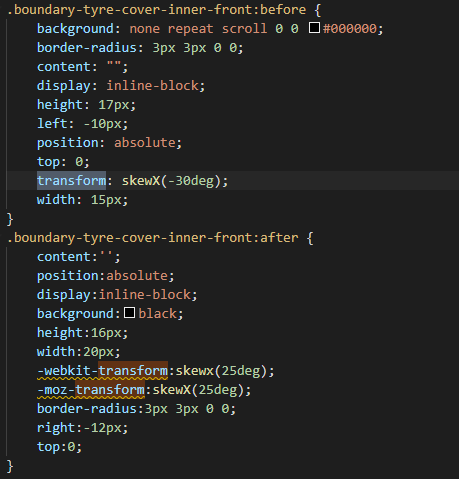 .boundary-tyre-cover-inner-front:before {
background: none repeat scroll 0 0 #000000;
border-radius: 3px 3px 0 0;
content: "";
display: inline-block;
height: 17px;
left: -10px;
position: absolute;
top: 0;
transform: skewX(-30deg);
width: 15px;
}
.boundary-tyre-cover-inner-front:after {
content:'';
position:absolute;
display:inline-block;
background:black;
height:16px;
width:20px;
-webkit-transform:skewx(25deg);
-moz-transform:skewX(25deg);
border-radius:3px 3px 0 0;
right:-12px;
top:0;
}